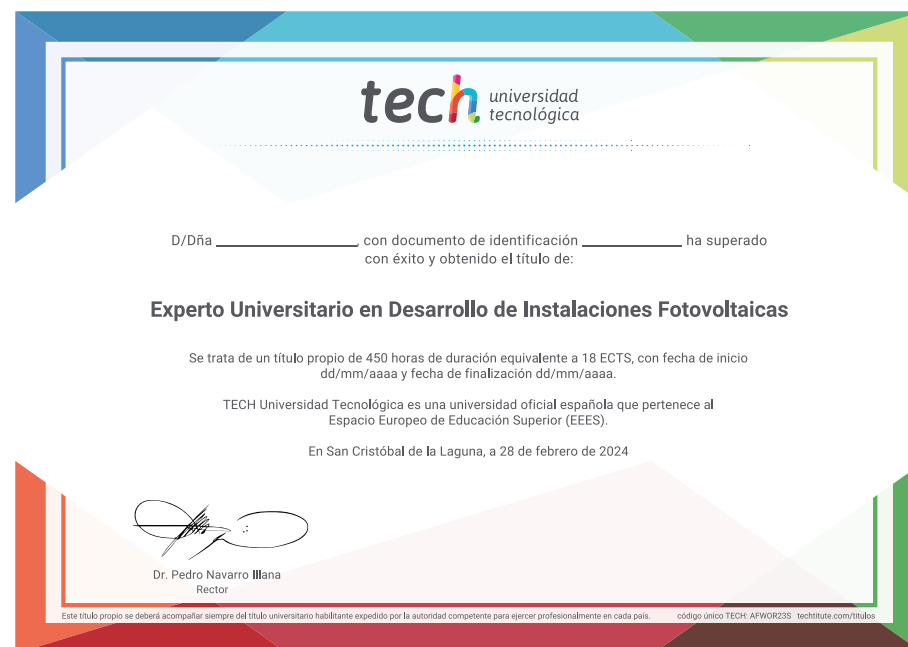 tech universidad
tecnológica
D/Dña ______________, con documento de identificación __________ ha superado
con éxito y obtenido el título de:
Experto Universitario en Desarrollo de Instalaciones Fotovoltaicas
Se trata de un título propio de 450 horas de duración equivalente a 18 ECTS, con fecha de inicio
dd/mm/aaaa y fecha de finalización dd/mm/aaaa.
TECH Universidad Tecnológica es una universidad oficial española que pertenece al
Espacio Europeo de Educación Superior (EEES).
En San Cristóbal de la Laguna, a 28 de febrero de 2024
Dr. Pedro Navarro Illana
Rector
Este título propio se deberá acompañar siempre del título universitario habilitante expedido por la autoridad competente para ejercer profesionalmente en cada país. código único TECH: AFWOR23S techtitute.com/titulos